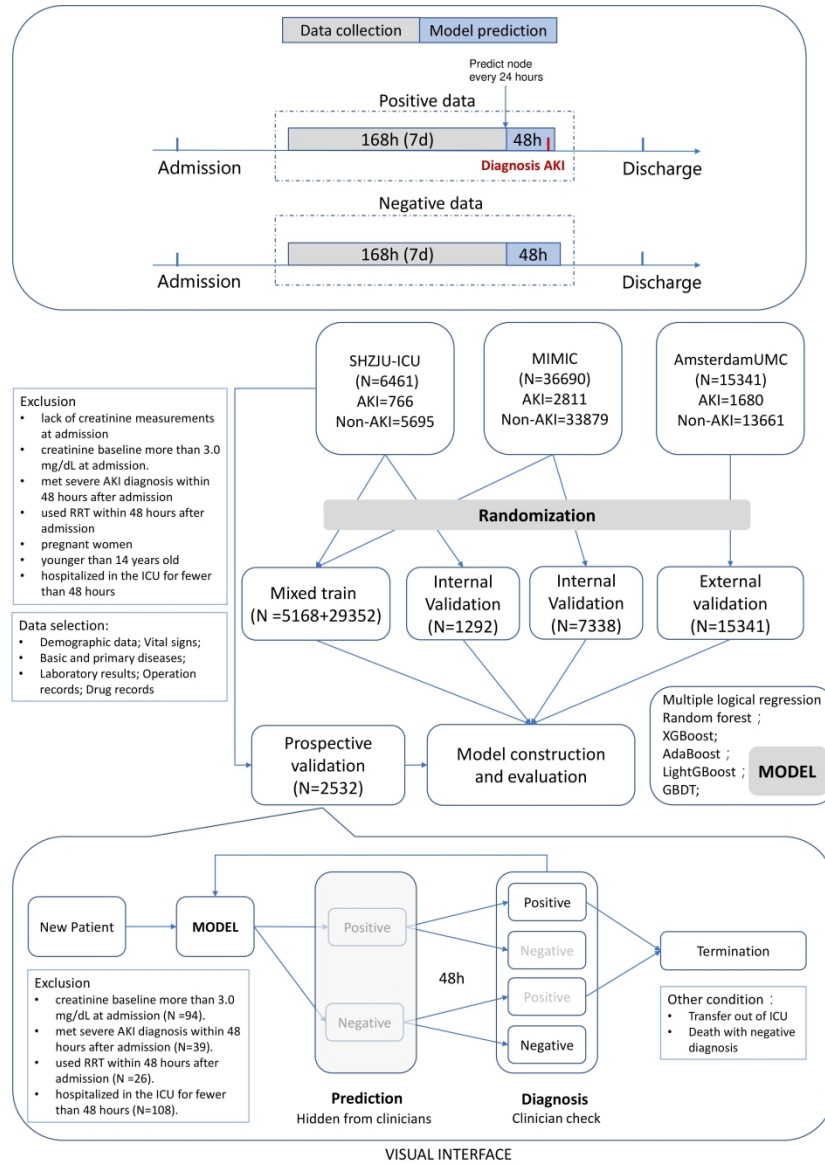 Data collection
Model prediction
Predict node
every 24 hours
Positive data
168h (7d)
48h
Diagnosis AKI
Admission
Discharge
Negative data
168h (7d)
48h
Admission
Discharge
SHZJU-ICU
(N=6461)
AKI=766
Non-AKI=5695
MIMIC
(N=36690)
AKI=2811
Non-AKI=33879
AmsterdamUMC
(N=15341)
AKI=1680
Non-AKI=13661
Exclusion
• lack of creatinine measurements
at admission
• creatinine baseline more than 3.0
mg/dL at admission.
• met severe AKI diagnosis within
48 hours after admission
• used RRT within 48 hours after
admission
• pregnant women
• younger than 14 years old
• hospitalized in the ICU for fewer
than 48 hours
Randomization
Mixed train
(N =5168+29352)
Internal
Validation
(N=1292)
Internal
Validation
(N=7338)
External
validation
(N=15341)
Data selection:
• Demographic data; Vital signs;
• Basic and primary diseases;
• Laboratory results; Operation
records; Drug records
Prospective
validation
(N=2532)
Model construction
and evaluation
Multiple logical regression
Random forest；
XGBoost;
AdaBoost；
LightGBoost；
GBDT;
MODEL
New Patient
MODEL
Positive
Negative
48h
Positive
Negative
Positive
Negative
Termination
Exclusion
• creatinine baseline more than 3.0
mg/dL at admission (N =94).
• met severe AKI diagnosis within 48
hours after admission (N=39).
• used RRT within 48 hours after
admission (N =26).
• hospitalized in the ICU for fewer
than 48 hours (N=108).
Other condition：
• Transfer out of ICU
• Death with negative
diagnosis
Prediction
Hidden from clinicians
Diagnosis
Clinician check
VISUAL INTERFACE